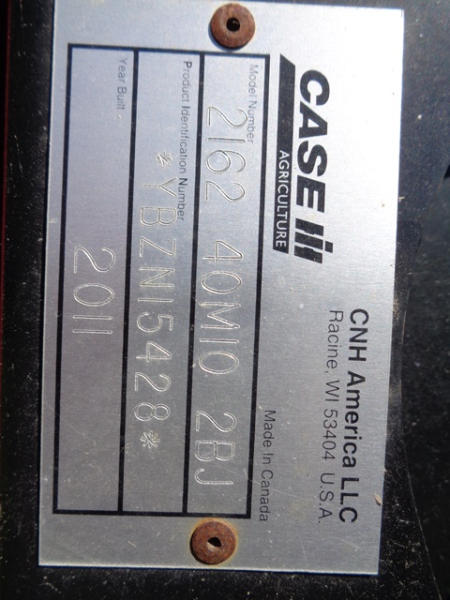 CASE IH
AGRICULTURE
CNH America LLC
Racine, WI 53404 U.S.A.
Model Number
Made In Canada
2162 40M10 2BJ
Product Identification Number
*YBZN15428*
Year Built
2011